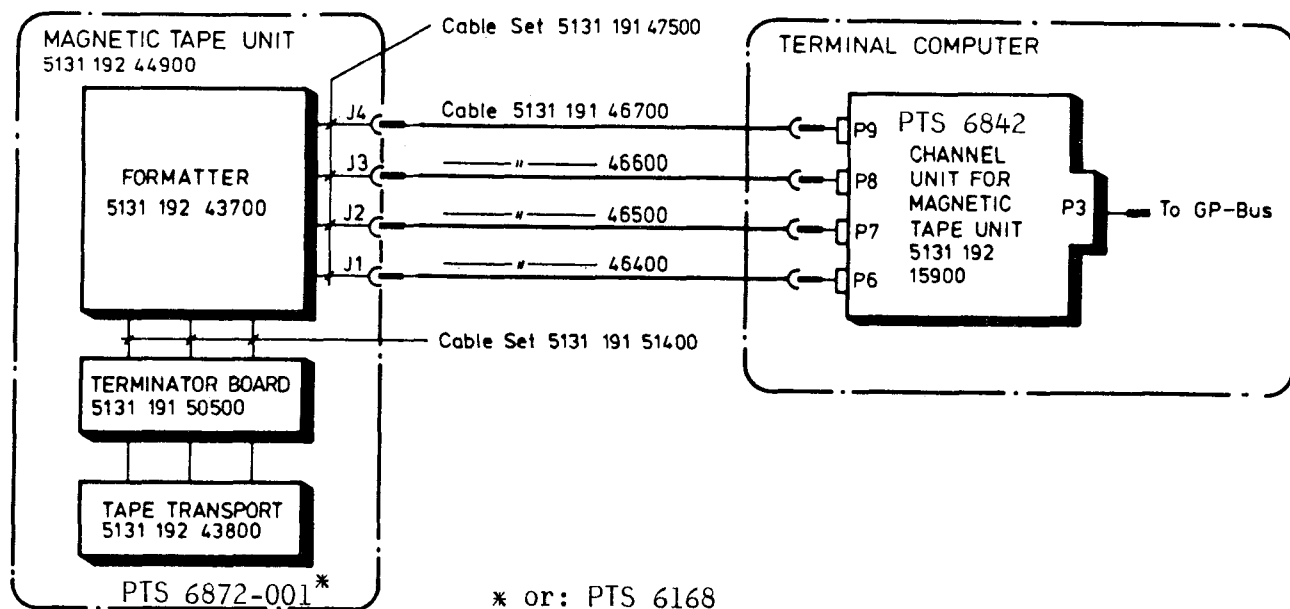 MAGNETIC TAPE UNIT
5131 192 44900
FORMATTER
5131 192 43700
TERMINATOR BOARD
5131 191 50500
TAPE TRANSPORT
5131 192 43800
PTS 6872-001*
* or: PTS 6168
Cable Set 5131 191 47500
J4
Cable 5131 191 46700
P9
J3
—— " —— 46600
P8
J2
—— " —— 46500
P7
J1
—— " —— 46400
P6
Cable Set 5131 191 51400
TERMINAL COMPUTER
PTS 6842
CHANNEL
UNIT FOR
MAGNETIC
TAPE UNIT
5131 192
15900
P3
To GP-Bus